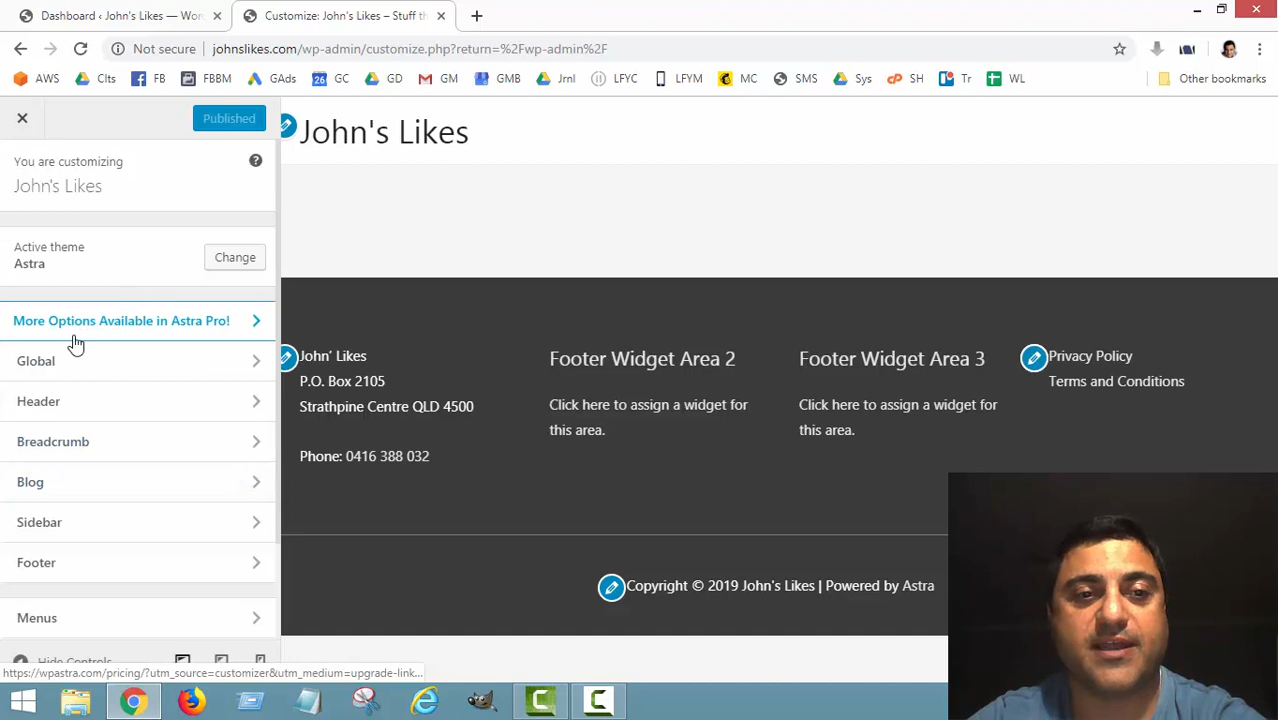 Dashboard ‹ John's Likes — Wor
Customize: John's Likes – Stuff th
Not secure
johnslikes.com/wp-admin/customize.php?return=%2Fwp-admin%2F
AWS
Clts
FB
FBBM
GAds
26 GC
GD
GM
GMB
Jrnl
LFYC
LFYM
MC
SMS
Sys
cP SH
Tr
WL
Other bookmarks
Published
You are customizing
John's Likes
Active theme
Astra
Change
More Options Available in Astra Pro!
Global
Header
Breadcrumb
Blog
Sidebar
Footer
Menus
Hide Controls
https://wpastra.com/pricing/?utm_source=customizer&utm_medium=upgrade-link...
John's Likes
John' Likes
P.O. Box 2105
Strathpine Centre QLD 4500
Phone: 0416 388 032
Footer Widget Area 2
Click here to assign a widget for
this area.
Footer Widget Area 3
Click here to assign a widget for
this area.
Privacy Policy
Terms and Conditions
Copyright © 2019 John's Likes | Powered by Astra